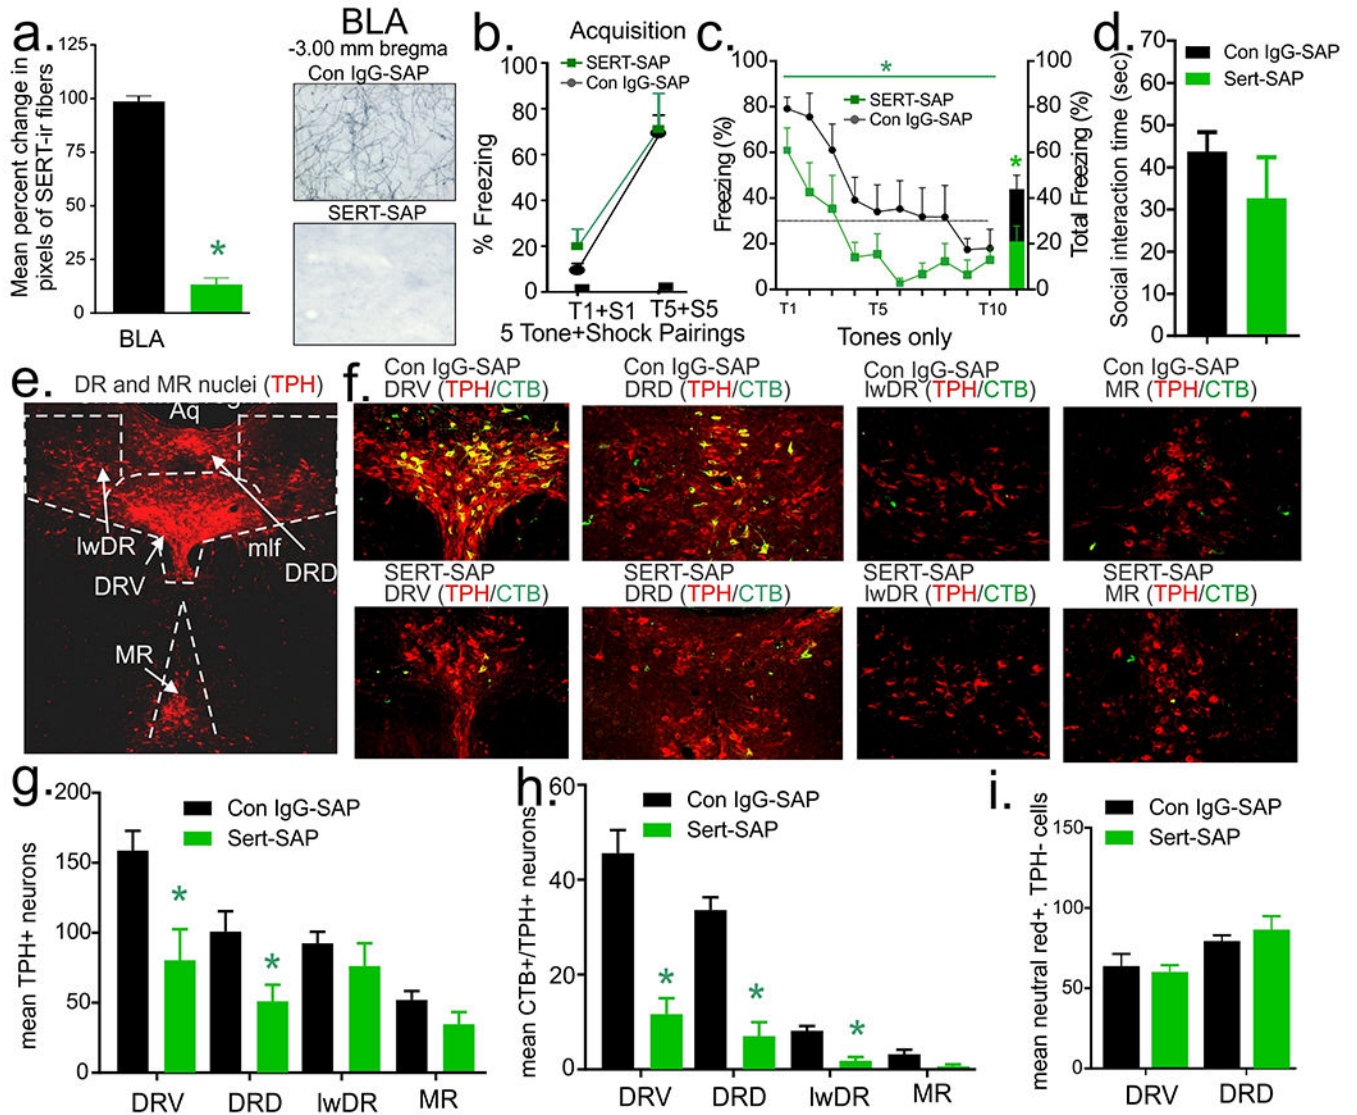 a.
Mean percent change in
pixels of SERT-ir fibers
125
100
75
50
25
0
*
BLA
BLA
-3.00 mm bregma
Con IgG-SAP
SERT-SAP
b.
Acquisition
SERT-SAP
Con IgG-SAP
% Freezing
100
80
60
40
20
0
T1+S1
T5+S5
5 Tone+Shock Pairings
c.
Freezing (%)
100
80
60
40
20
0
*
SERT-SAP
Con IgG-SAP
*
T1
T5
T10
Tones only
100
80
60
40
20
0
Total Freezing (%)
d.
Social interaction time (sec)
70
60
50
40
30
20
10
0
Con IgG-SAP
Sert-SAP
e.
DR and MR nuclei (TPH)
Aq
lwDR
mlf
DRV
DRD
MR
f.
Con IgG-SAP
DRV (TPH/CTB)
Con IgG-SAP
DRD (TPH/CTB)
Con IgG-SAP
lwDR (TPH/CTB)
Con IgG-SAP
MR (TPH/CTB)
SERT-SAP
DRV (TPH/CTB)
SERT-SAP
DRD (TPH/CTB)
SERT-SAP
lwDR (TPH/CTB)
SERT-SAP
MR (TPH/CTB)
g.
mean TPH+ neurons
200
150
100
50
0
Con IgG-SAP
Sert-SAP
*
*
DRV
DRD
lwDR
MR
h.
mean CTB+/TPH+ neurons
60
40
20
0
Con IgG-SAP
Sert-SAP
*
*
*
DRV
DRD
lwDR
MR
i.
mean neutral red+, TPH- cells
150
100
50
0
Con IgG-SAP
Sert-SAP
DRV
DRD